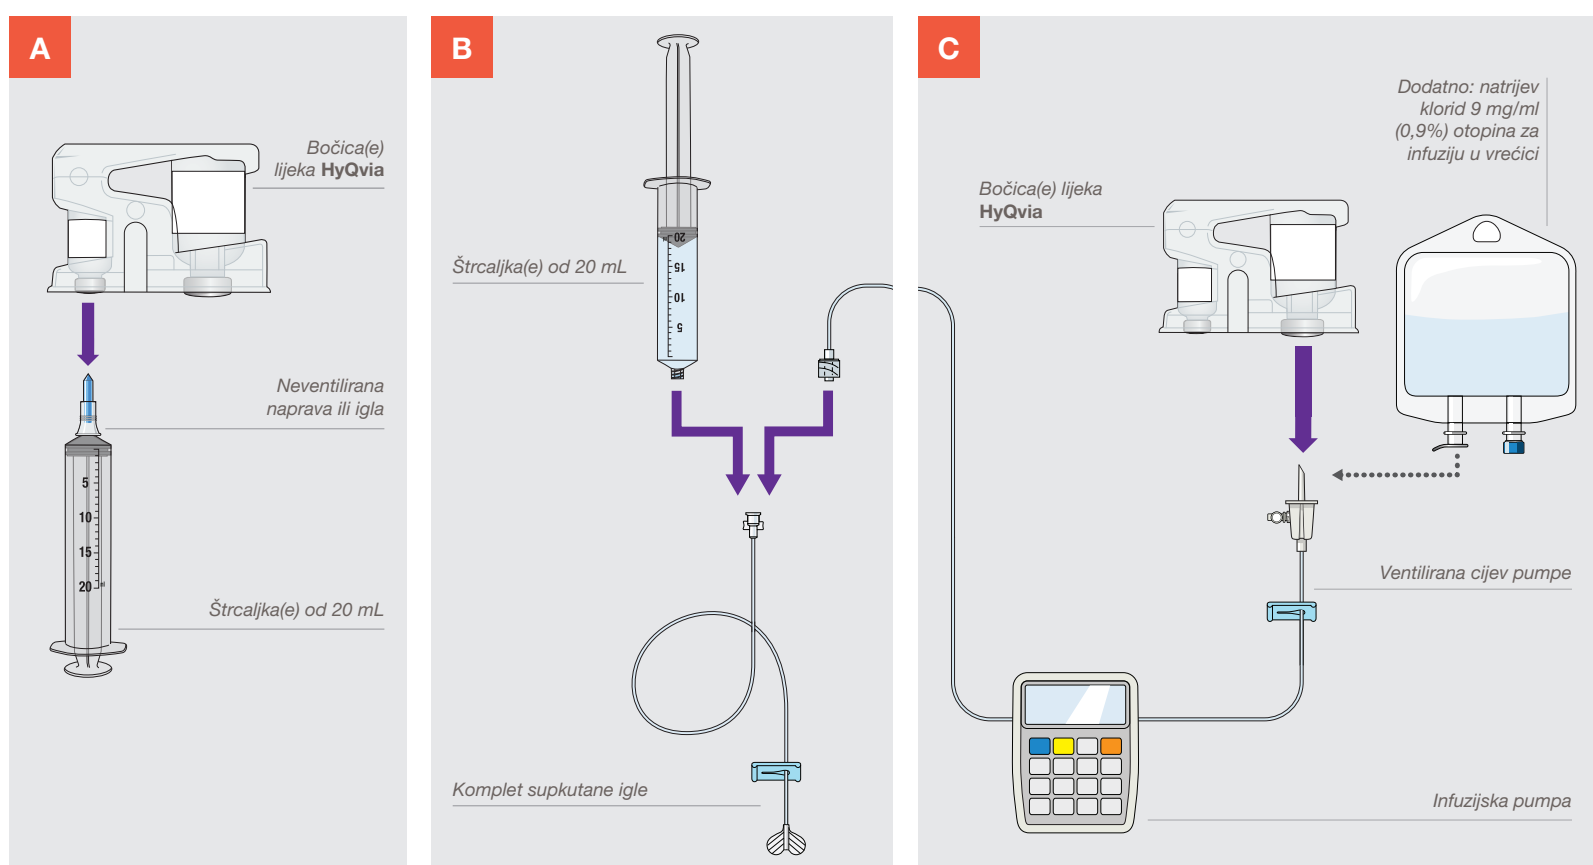 A
Bočica(e)
lijeka HyQvia
Neventilirana
naprava ili igla
5
10
15
20
Štrcaljka(e) od 20 mL
B
Štrcaljka(e) od 20 mL
20
15
10
5
Komplet supkutane igle
C
Dodatno: natrijev
klorid 9 mg/ml
(0,9%) otopina za
infuziju u vrećici
Bočica(e) lijeka
HyQvia
Ventilirana cijev pumpe
Infuzijska pumpa